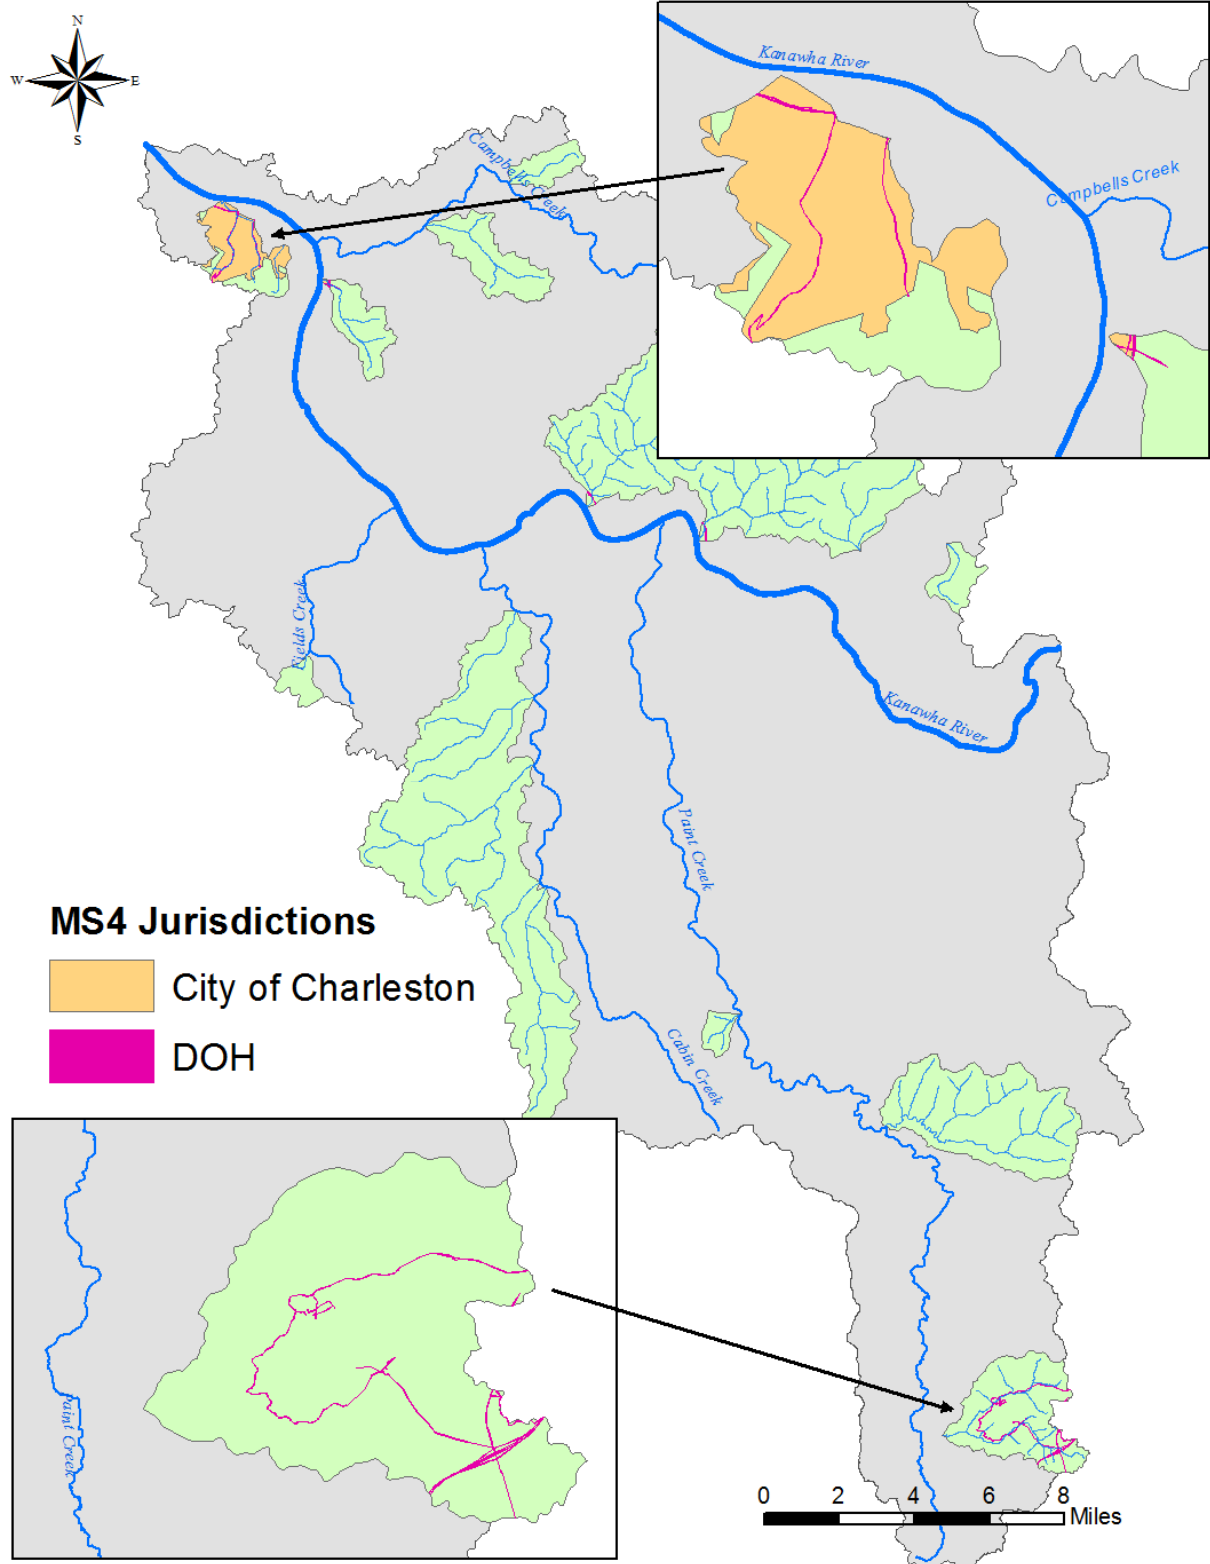 N
W
E
S
Kanawha River
Campbells Creek
Campbells Creek
Fields Creek
Kanawha River
Paint Creek
MS4 Jurisdictions
City of Charleston
DOH
Cabin Creek
Paint Creek
0 2 4 6 8
Miles